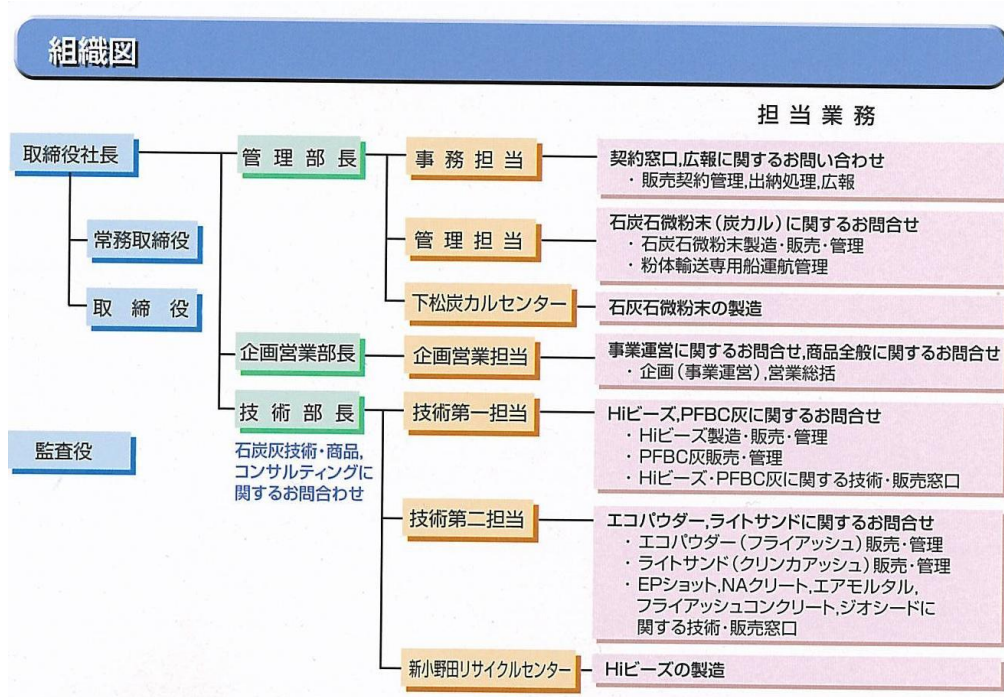 組織図
担当業務
取締役社長
常務取締役
取締役
監査役
管理部長
企画営業部長
技術部長
石炭灰技術・商品,
コンサルティングに
関するお問合わせ
事務担当
契約窓口,広報に関するお問い合わせ
・販売契約管理,出納処理,広報
管理担当
石炭石微粉末(炭カル)に関するお問合せ
・石炭石微粉末製造・販売・管理
・粉体輸送専用船運航管理
下松炭カルセンター
石灰石微粉末の製造
企画営業担当
事業運営に関するお問合せ,商品全般に関するお問合せ
・企画(事業運営),営業総括
技術第一担当
Hiビーズ,PFBC灰に関するお問合せ
・Hiビーズ製造・販売・管理
・PFBC灰販売・管理
・Hiビーズ・PFBC灰に関する技術・販売窓口
技術第二担当
エコパウダー,ライトサンドに関するお問合せ
・エコパウダー(フライアッシュ)販売・管理
・ライトサンド(クリンカアッシュ)販売・管理
・EPショット,NAクリート,エアモルタル,
フライアッシュコンクリート,ジオシードに
関する技術・販売窓口
新小野田リサイクルセンター
Hiビーズの製造